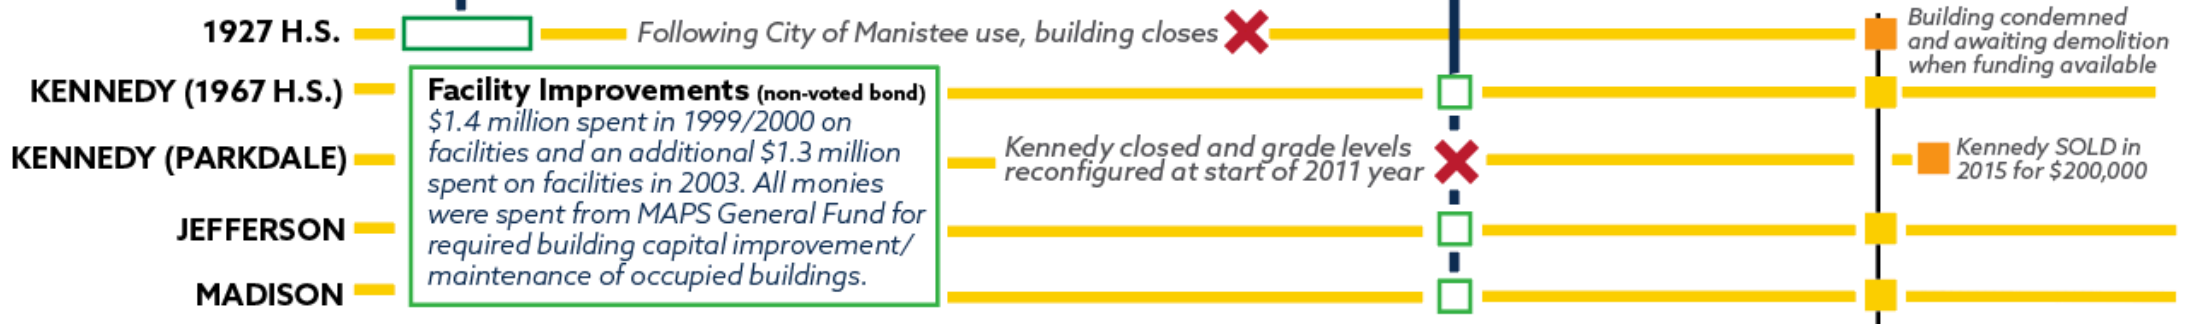 1927 H.S.
Following City of Manistee use, building closes
Building condemned
and awaiting demolition
when funding available
KENNEDY (1967 H.S.)
Facility Improvements (non-voted bond)
$1.4 million spent in 1999/2000 on
facilities and an additional $1.3 million
spent on facilities in 2003. All monies
were spent from MAPS General Fund for
required building capital improvement/
maintenance of occupied buildings.
KENNEDY (PARKDALE)
Kennedy closed and grade levels
reconfigured at start of 2011 year
Kennedy SOLD in
2015 for $200,000
JEFFERSON
MADISON